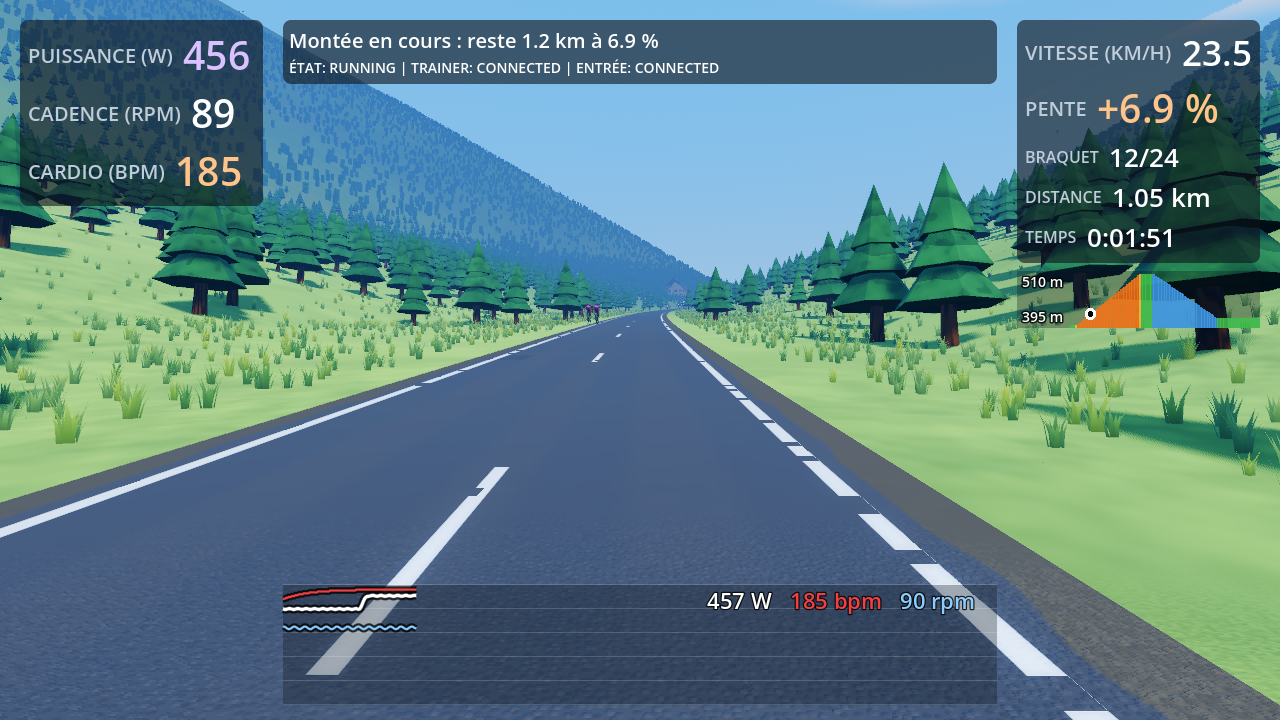 PUISSANCE (W) 456
CADENCE (RPM) 89
CARDIO (BPM) 185
Montée en cours : reste 1.2 km à 6.9 %
ÉTAT: RUNNING | TRAINER: CONNECTED | ENTRÉE: CONNECTED
VITESSE (KM/H) 23.5
PENTE +6.9 %
BRAQUET 12/24
DISTANCE 1.05 km
TEMPS 0:01:51
510 m
395 m
457 W 185 bpm 90 rpm